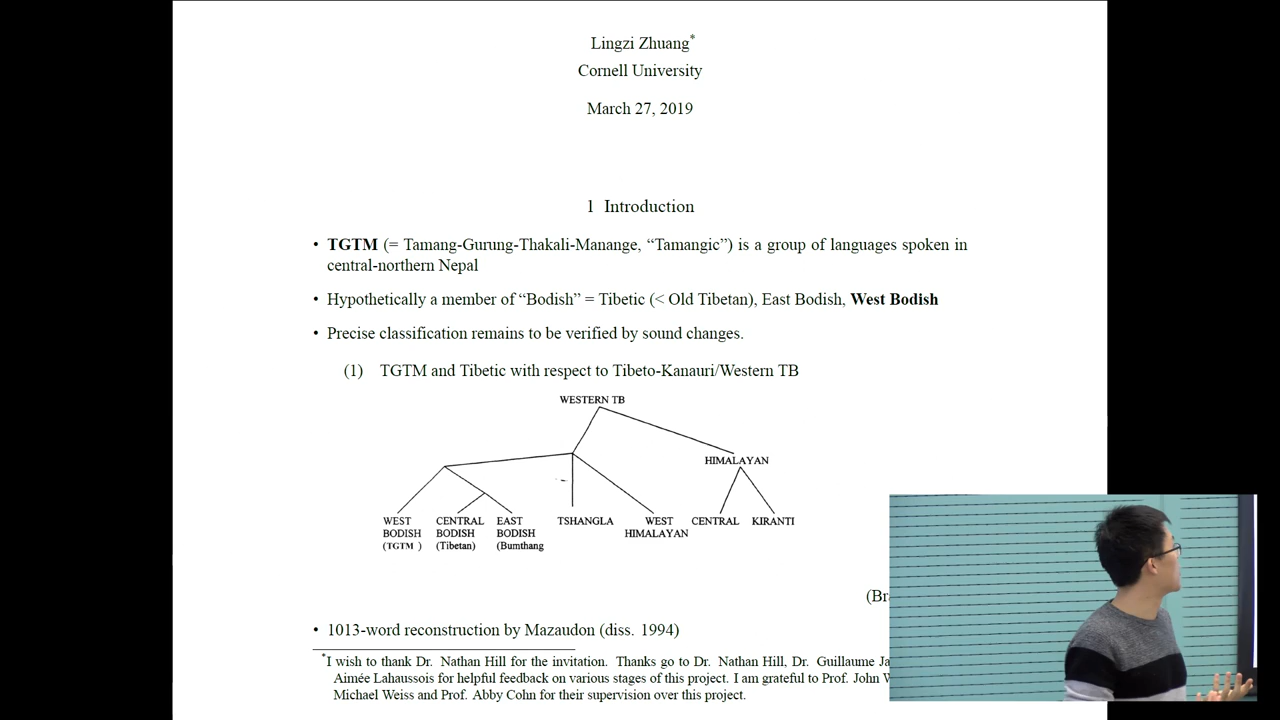 Lingzi Zhuang*
Cornell University
March 27, 2019
1 Introduction
• TGTM (= Tamang-Gurung-Thakali-Manange, “Tamangic”) is a group of languages spoken in
central-northern Nepal
• Hypothetically a member of “Bodish” = Tibetic (< Old Tibetan), East Bodish, West Bodish
• Precise classification remains to be verified by sound changes.
(1) TGTM and Tibetic with respect to Tibeto-Kanauri/Western TB
WESTERN TB
HIMALAYAN
WEST BODISH (TGTM )
CENTRAL BODISH (Tibetan)
EAST BODISH (Bumthang
TSHANGLA
WEST HIMALAYAN
CENTRAL
KIRANTI
• 1013-word reconstruction by Mazaudon (diss. 1994)
*I wish to thank Dr. Nathan Hill for the invitation. Thanks go to Dr. Nathan Hill, Dr. Guillaume
Aimée Lahaussois for helpful feedback on various stages of this project. I am grateful to Prof. John
Michael Weiss and Prof. Abby Cohn for their supervision over this project.